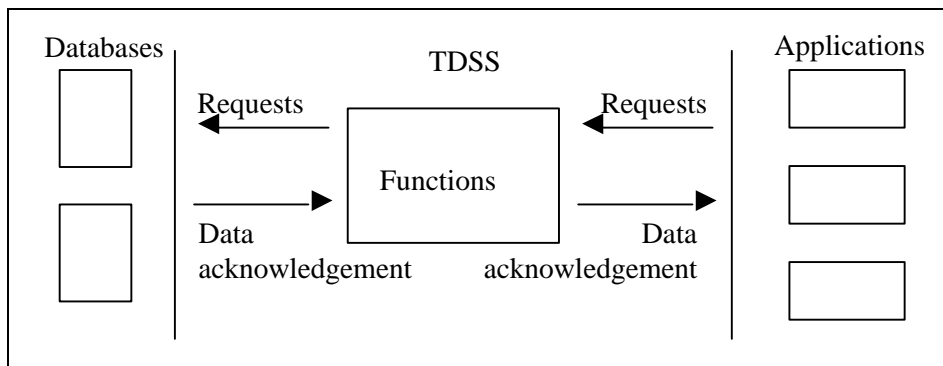 Databases
TDSS
Applications
Requests
Requests
Functions
Data
acknowledgement
Data
acknowledgement